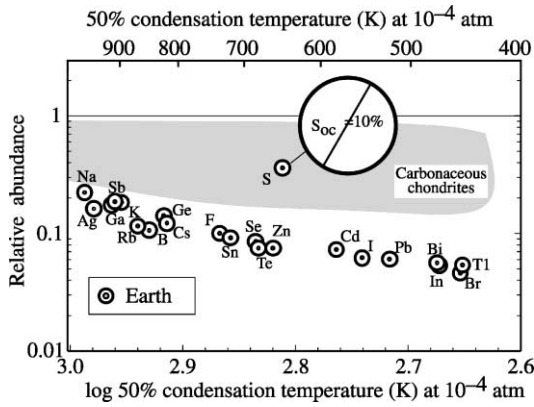 50% condensation temperature (K) at 10⁻⁴ atm
900 800 700 600 500 400
Relative abundance
1
0.1
0.01
S_oc =10%
Carbonaceous
chondrites
S
Na
Sb
Ag
Ga
K
Ge
Rb
B
Cs
F
Sn
Se
Te
Zn
Cd
I
Pb
Bi
In
T1
Br
Earth
3.0 2.9 2.8 2.7 2.6
log 50% condensation temperature (K) at 10⁻⁴ atm